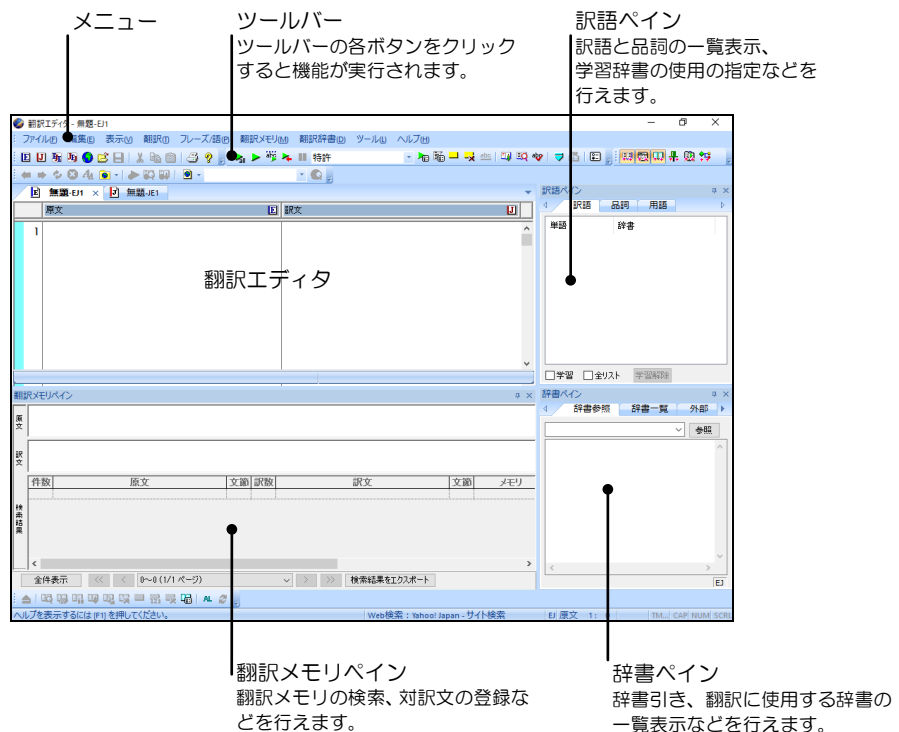 メニュー
ツールバー
ツールバーの各ボタンをクリック
すると機能が実行されます。
訳語ペイン
訳語と品詞の一覧表示、
学習辞書の使用の指定などを
行えます。
翻訳エディタ - 無題-EJ1
ファイル(F) 編集(E) 表示(V) 翻訳(T) フレーズ/語(P) 翻訳メモリ(M) 翻訳辞書(D) ツール(L) ヘルプ(H)
特許
無題-EJ1 × 無題-JE1
原文 E 訳文 J
1
翻訳エディタ
訳語ペイン
訳語 品詞 用語
単語 辞書
学習 全リスト 学習解除
翻訳メモリペイン
原文
訳文
件数 原文 文節 訳数 訳文 文節 メモリ
検索結果
全件表示 << < 0～0 (1/1 ページ) > >> 検索結果をエクスポート
辞書ペイン
辞書参照 辞書一覧 外部
参照
EJ
AL
ヘルプを表示するには [F1] を押してください。 Web検索：Yahoo! Japan - サイト検索 EJ 原文 1: TM... CAP NUM SCRL
翻訳メモリペイン
翻訳メモリの検索、対訳文の登録な
どを行えます。
辞書ペイン
辞書引き、翻訳に使用する辞書の
一覧表示などを行えます。